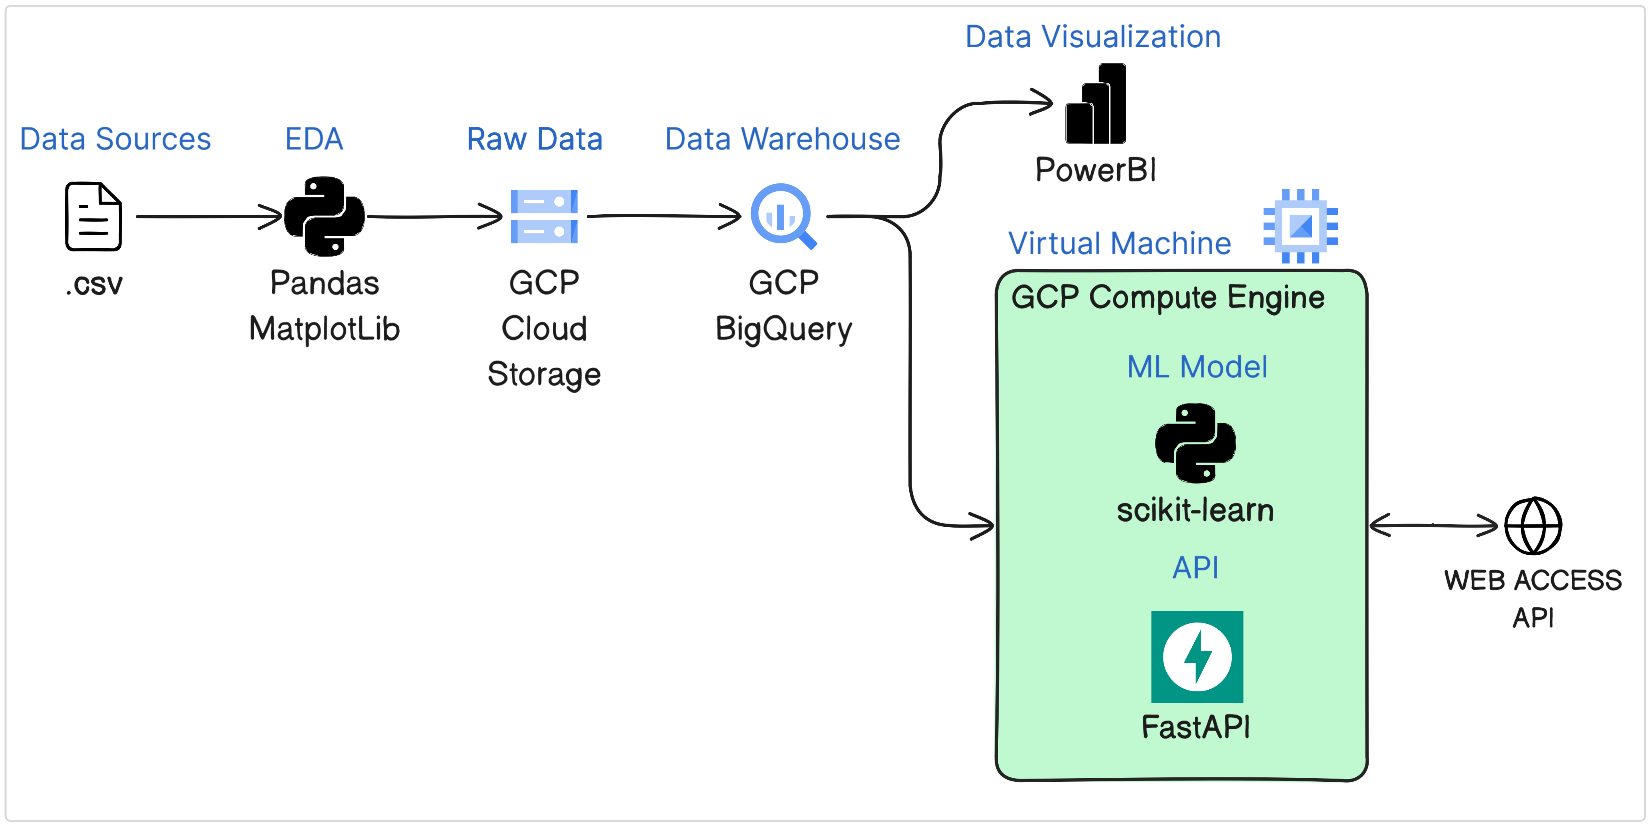 Data Visualization
PowerBI
Data Sources
.csv
EDA
Pandas
MatplotLib
Raw Data
GCP
Cloud
Storage
Data Warehouse
GCP
BigQuery
Virtual Machine
GCP Compute Engine
ML Model
scikit-learn
API
FastAPI
WEB ACCESS
API